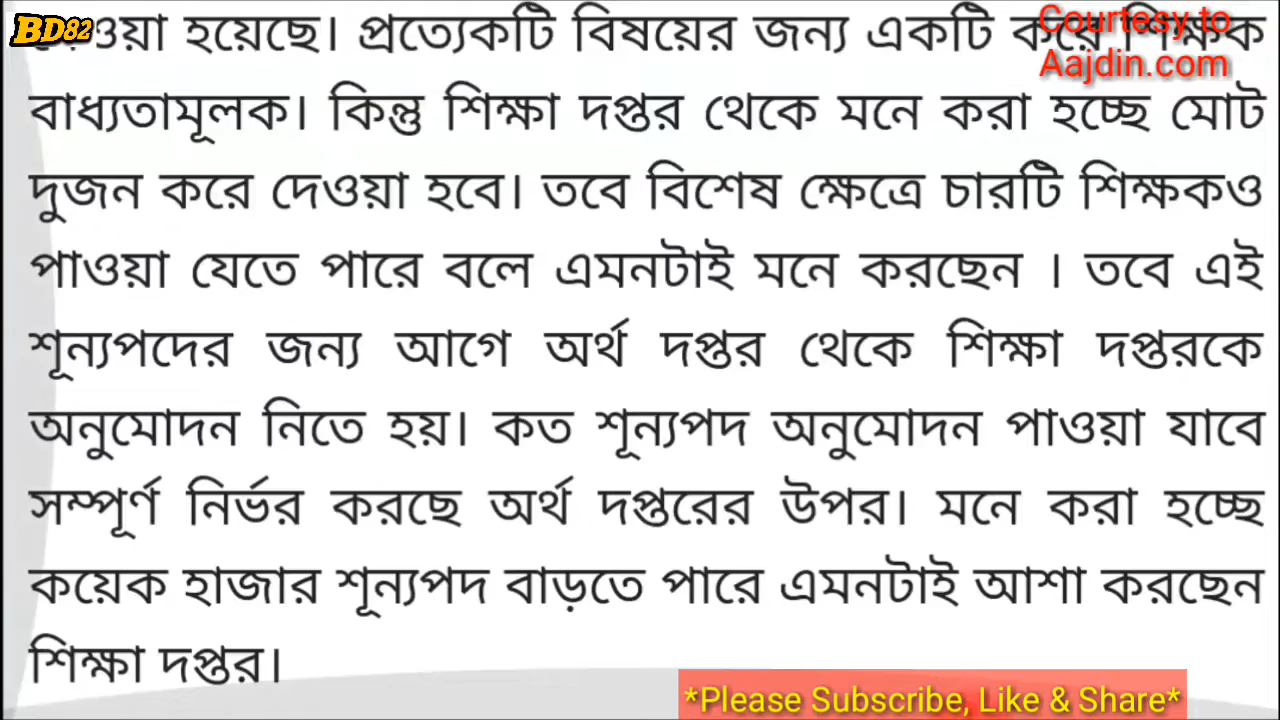 BD82
Courtesy to
Aajdin.com
হয়েছে। প্রত্যেকটি বিষয়ের জন্য একটি করে শিক্ষক
বাধ্যতামূলক। কিন্তু শিক্ষা দপ্তর থেকে মনে করা হচ্ছে মোট
দুজন করে দেওয়া হবে। তবে বিশেষ ক্ষেত্রে চারটি শিক্ষকও
পাওয়া যেতে পারে বলে এমনটাই মনে করছেন । তবে এই
শূন্যপদের জন্য আগে অর্থ দপ্তর থেকে শিক্ষা দপ্তরকে
অনুমোদন নিতে হয়। কত শূন্যপদ অনুমোদন পাওয়া যাবে
সম্পূর্ণ নির্ভর করছে অর্থ দপ্তরের উপর। মনে করা হচ্ছে
কয়েক হাজার শূন্যপদ বাড়তে পারে এমনটাই আশা করছেন
শিক্ষা দপ্তর।
*Please Subscribe, Like & Share*